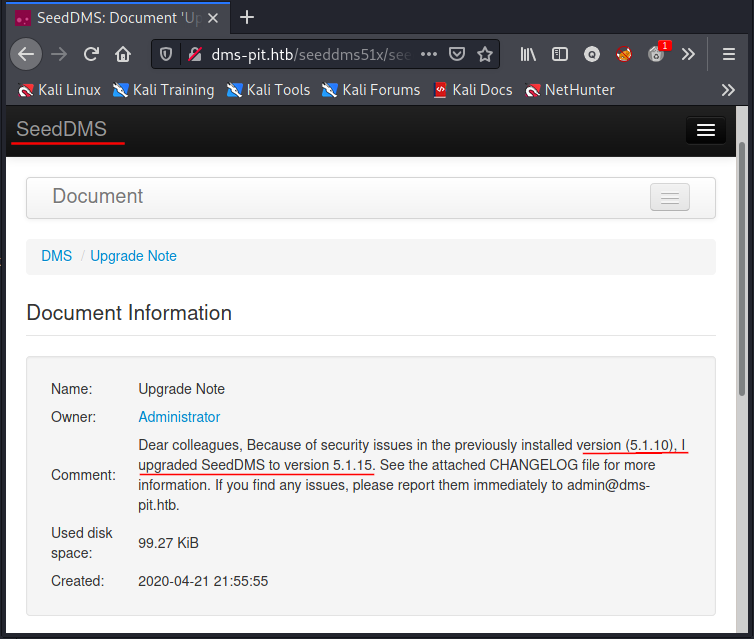 SeedDMS: Document 'Up
dms-pit.htb/seeddms51x/see
1
Kali Linux Kali Training Kali Tools Kali Forums Kali Docs NetHunter
SeedDMS
Document
DMS / Upgrade Note
Document Information
Name: Upgrade Note
Owner: Administrator
Comment: Dear colleagues, Because of security issues in the previously installed version (5.1.10), I
upgraded SeedDMS to version 5.1.15. See the attached CHANGELOG file for more
information. If you find any issues, please report them immediately to admin@dms-
pit.htb.
Used disk
space: 99.27 KiB
Created: 2020-04-21 21:55:55